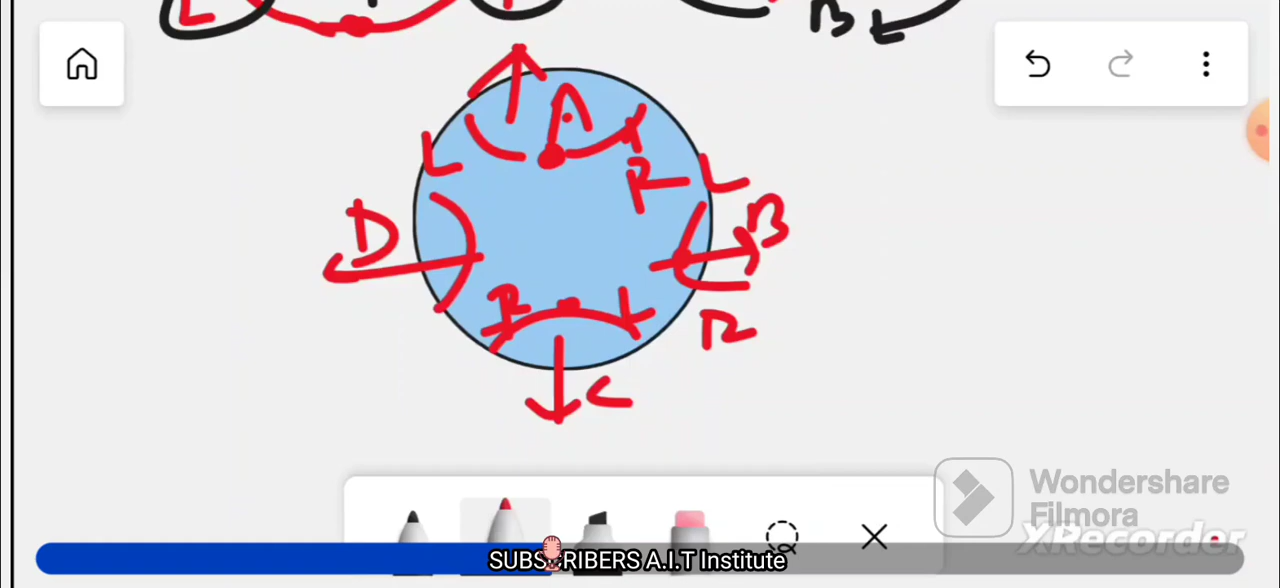 L
B
A
L
R L
D
B
R L
R
C
Wondershare
Filmora
XRecorder
SUBSCRIBERS A.I.T Institute